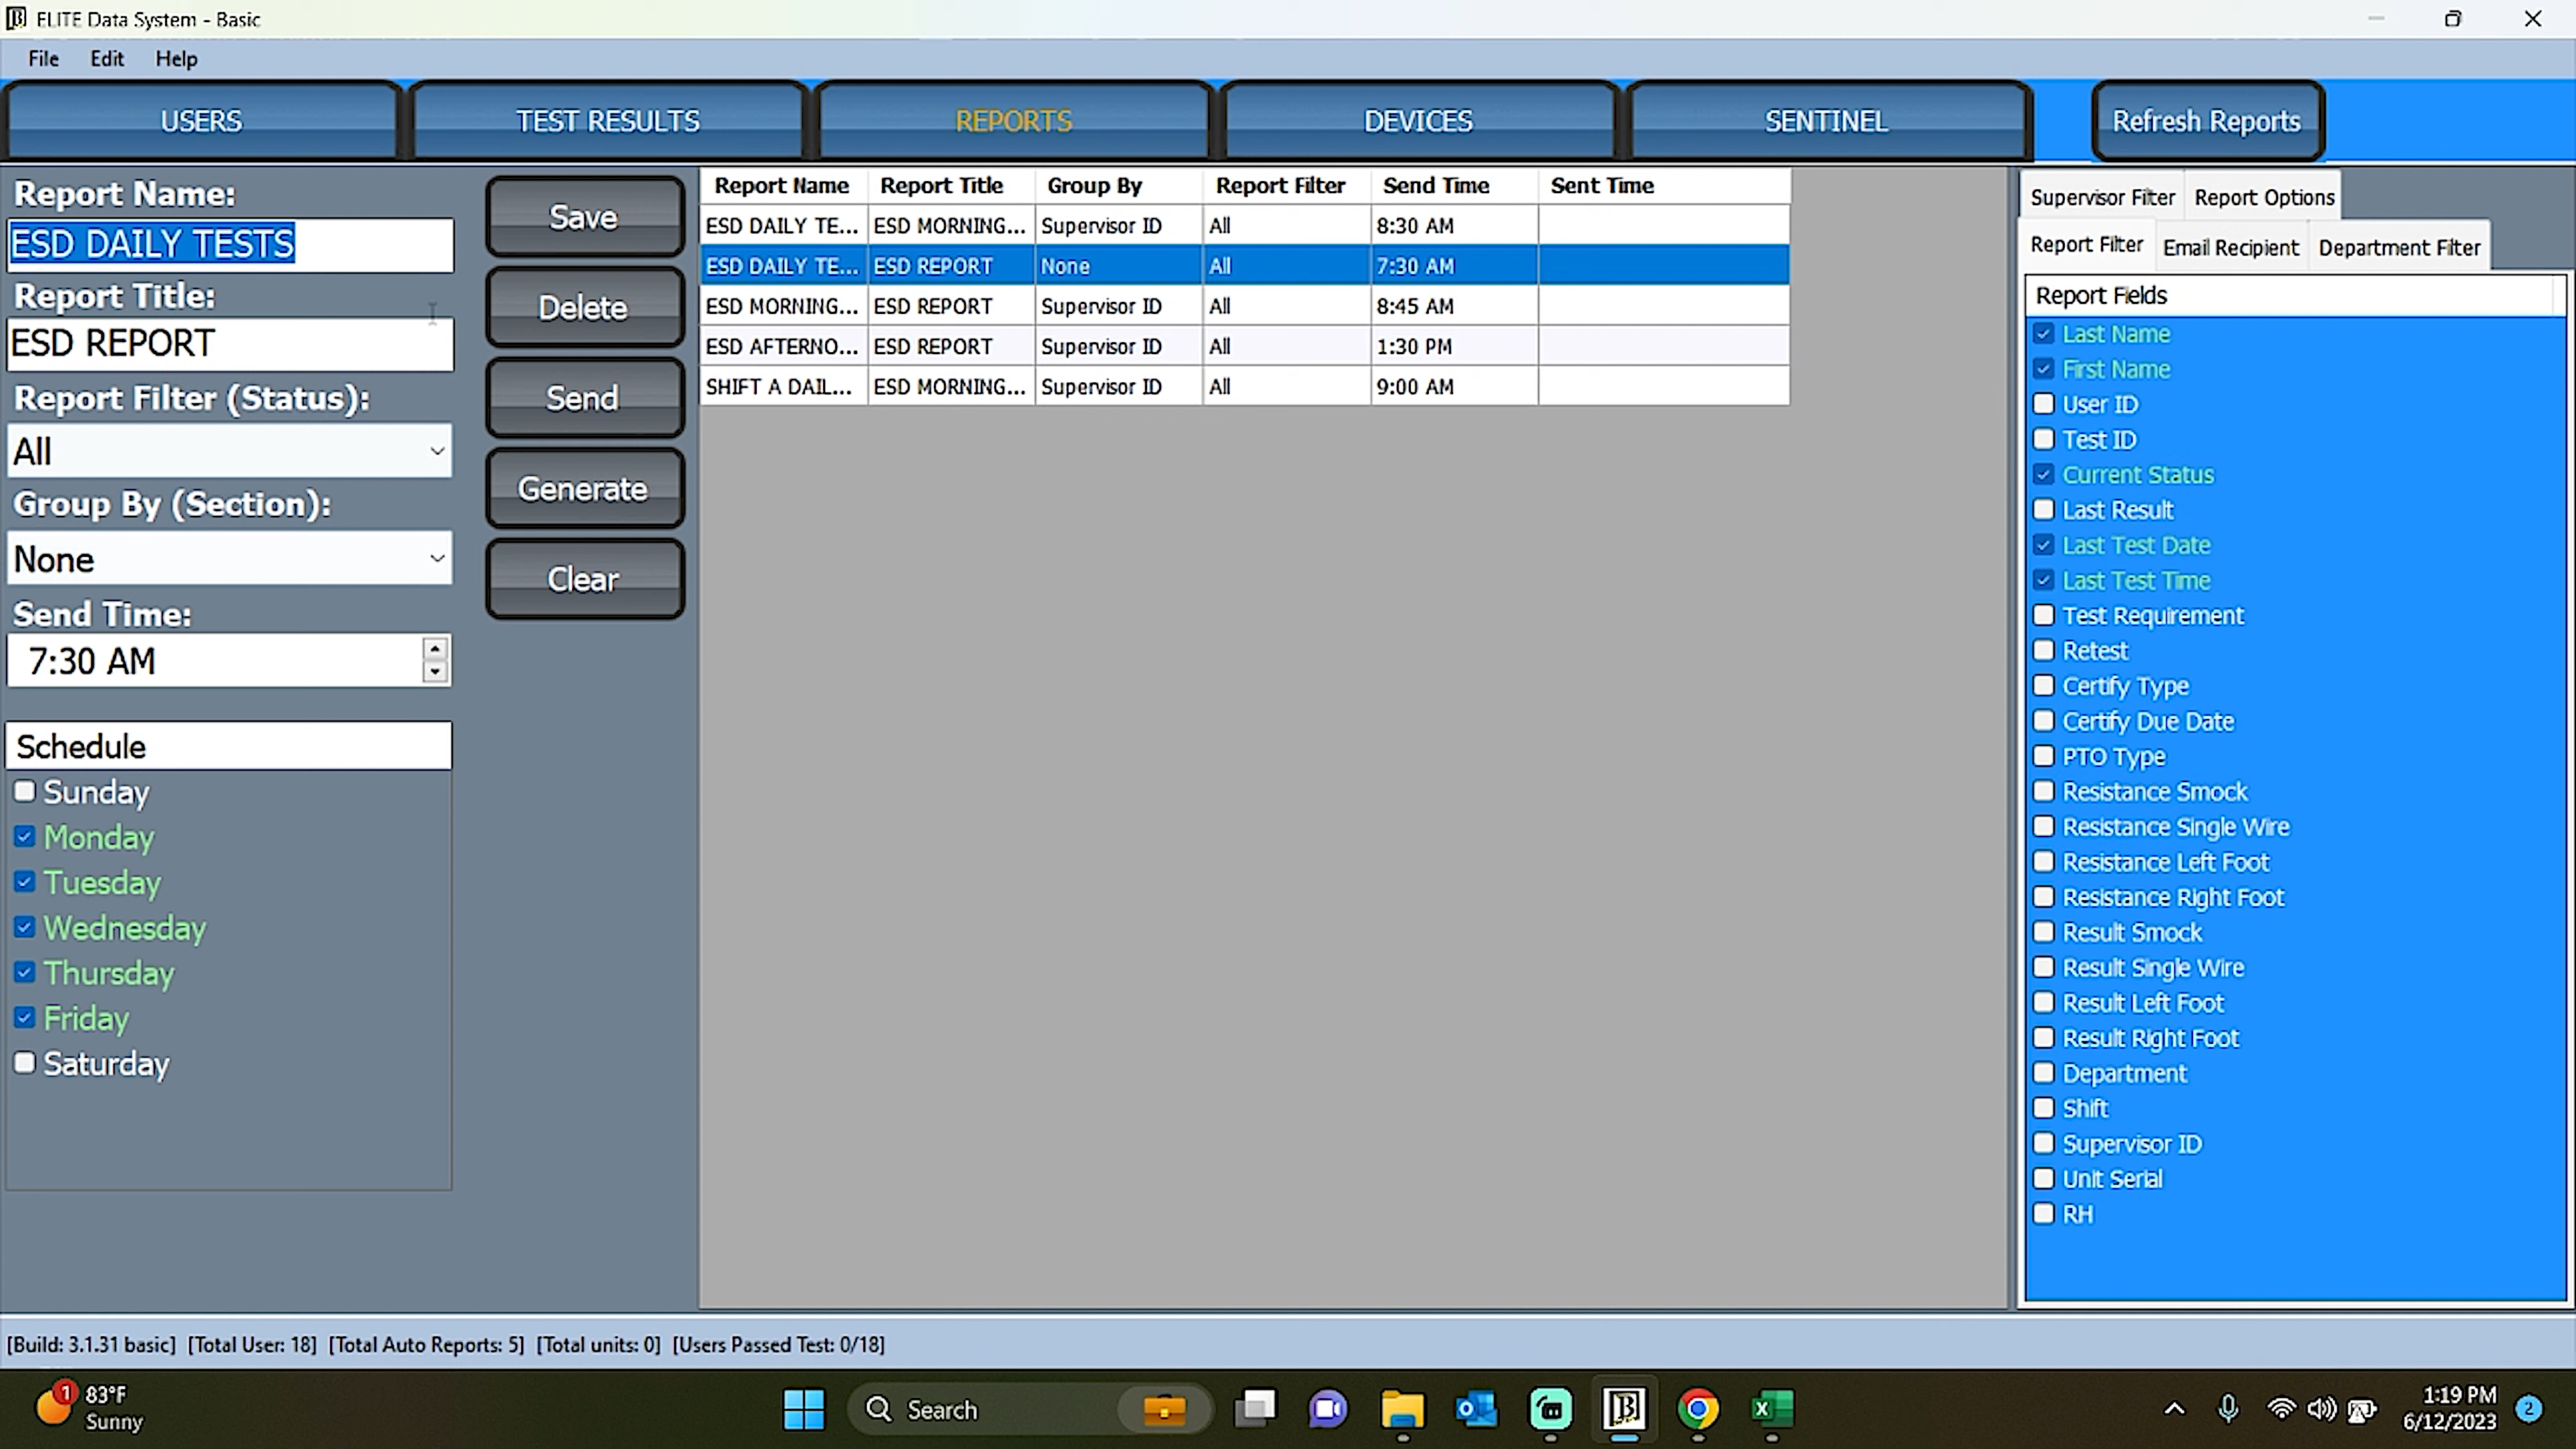 ELITE Data System - Basic
File Edit Help
USERS TEST RESULTS REPORTS DEVICES SENTINEL Refresh Reports
Report Name:
ESD DAILY TESTS
Report Title:
ESD REPORT
Report Filter (Status):
All
Group By (Section):
None
Send Time:
7:30 AM
Schedule
Sunday
Monday
Tuesday
Wednesday
Thursday
Friday
Saturday
Save
Delete
Send
Generate
Clear
Report Name Report Title Group By Report Filter Send Time Sent Time
ESD DAILY TE... ESD MORNING... Supervisor ID All 8:30 AM
ESD DAILY TE... ESD REPORT None All 7:30 AM
ESD MORNING... ESD REPORT Supervisor ID All 8:45 AM
ESD AFTERNO... ESD REPORT Supervisor ID All 1:30 PM
SHIFT A DAIL... ESD MORNING... Supervisor ID All 9:00 AM
Supervisor Filter Report Options
Report Filter Email Recipient Department Filter
Report Fields
Last Name
First Name
User ID
Test ID
Current Status
Last Result
Last Test Date
Last Test Time
Test Requirement
Retest
Certify Type
Certify Due Date
PTO Type
Resistance Smock
Resistance Single Wire
Resistance Left Foot
Resistance Right Foot
Result Smock
Result Single Wire
Result Left Foot
Result Right Foot
Department
Shift
Supervisor ID
Unit Serial
RH
[Build: 3.1.31 basic] [Total User: 18] [Total Auto Reports: 5] [Total units: 0] [Users Passed Test: 0/18]
1
83°F
Sunny
Search
1:19 PM
6/12/2023
2